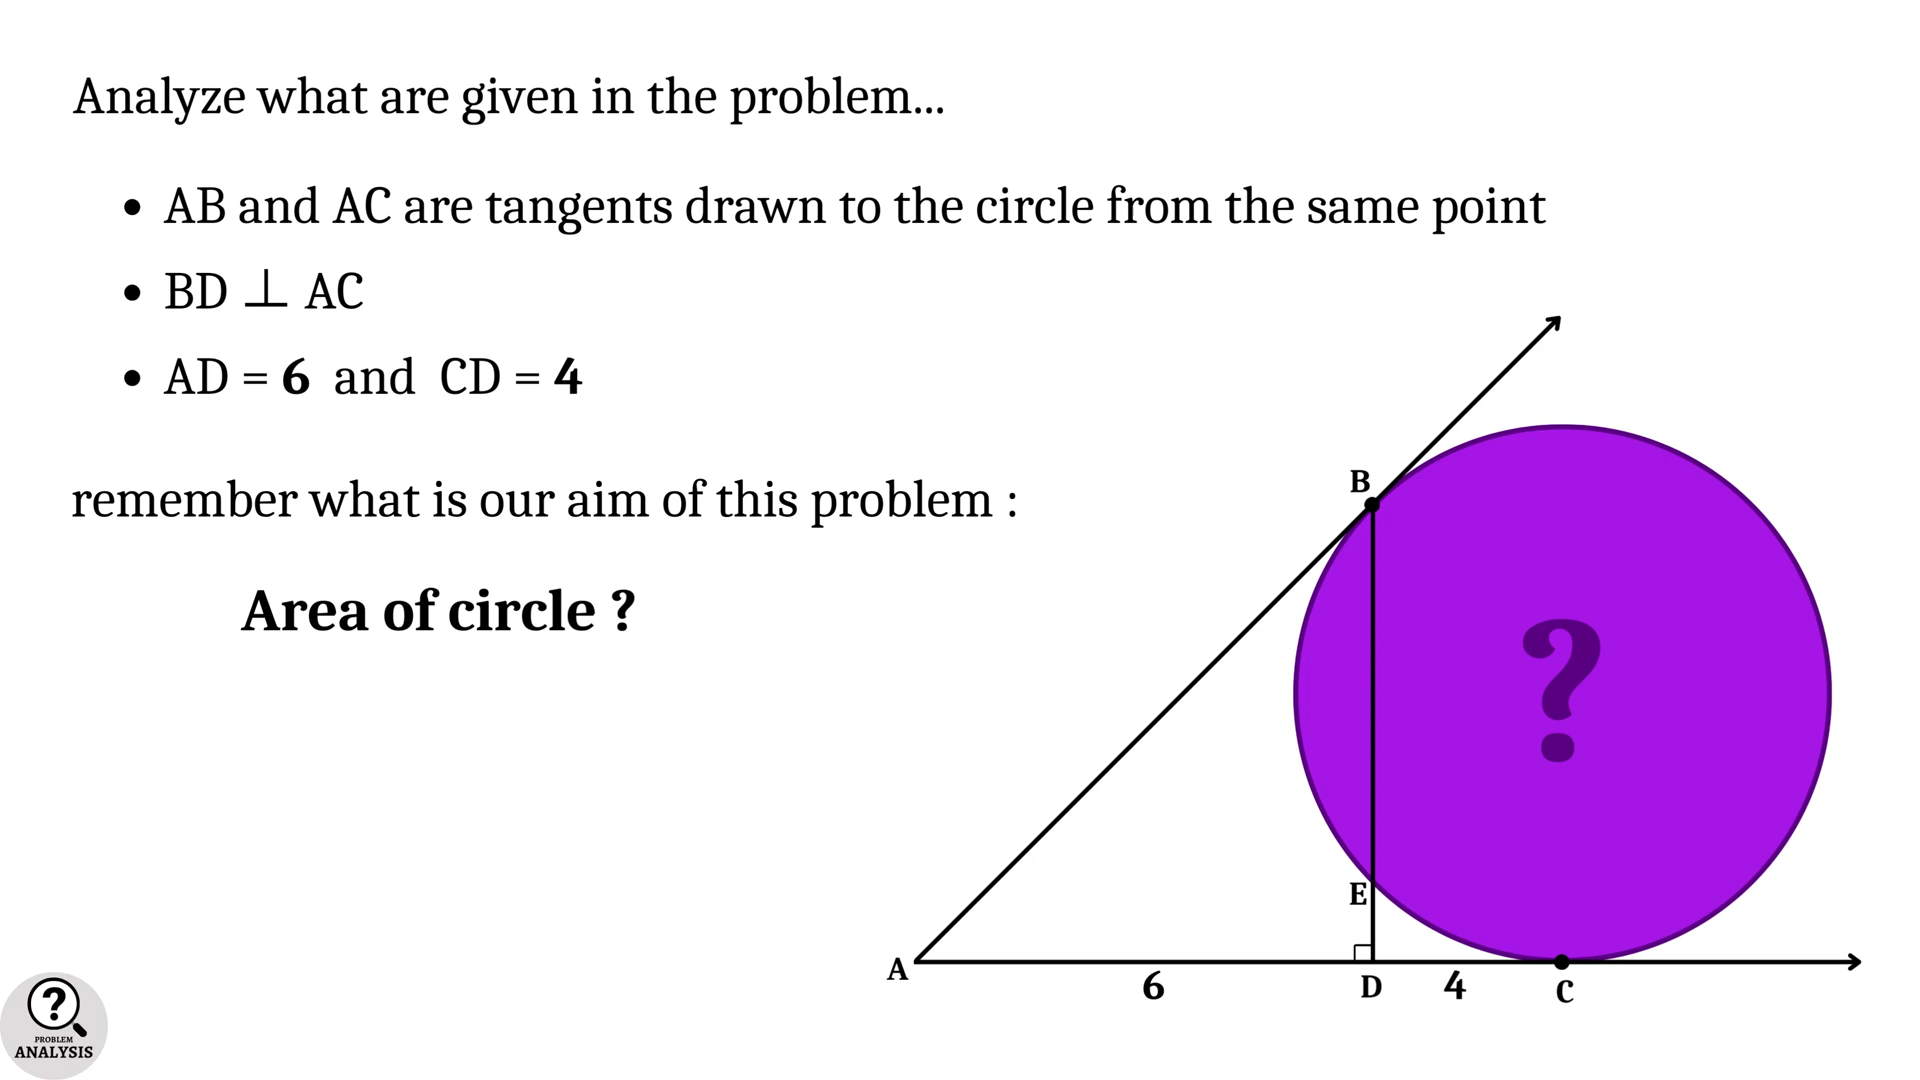 Analyze what are given in the problem...
• AB and AC are tangents drawn to the circle from the same point
• BD ⊥ AC
• AD = 6 and CD = 4
remember what is our aim of this problem :
Area of circle ?
B
?
E
A
6
D
4
C
?
PROBLEM
ANALYSIS